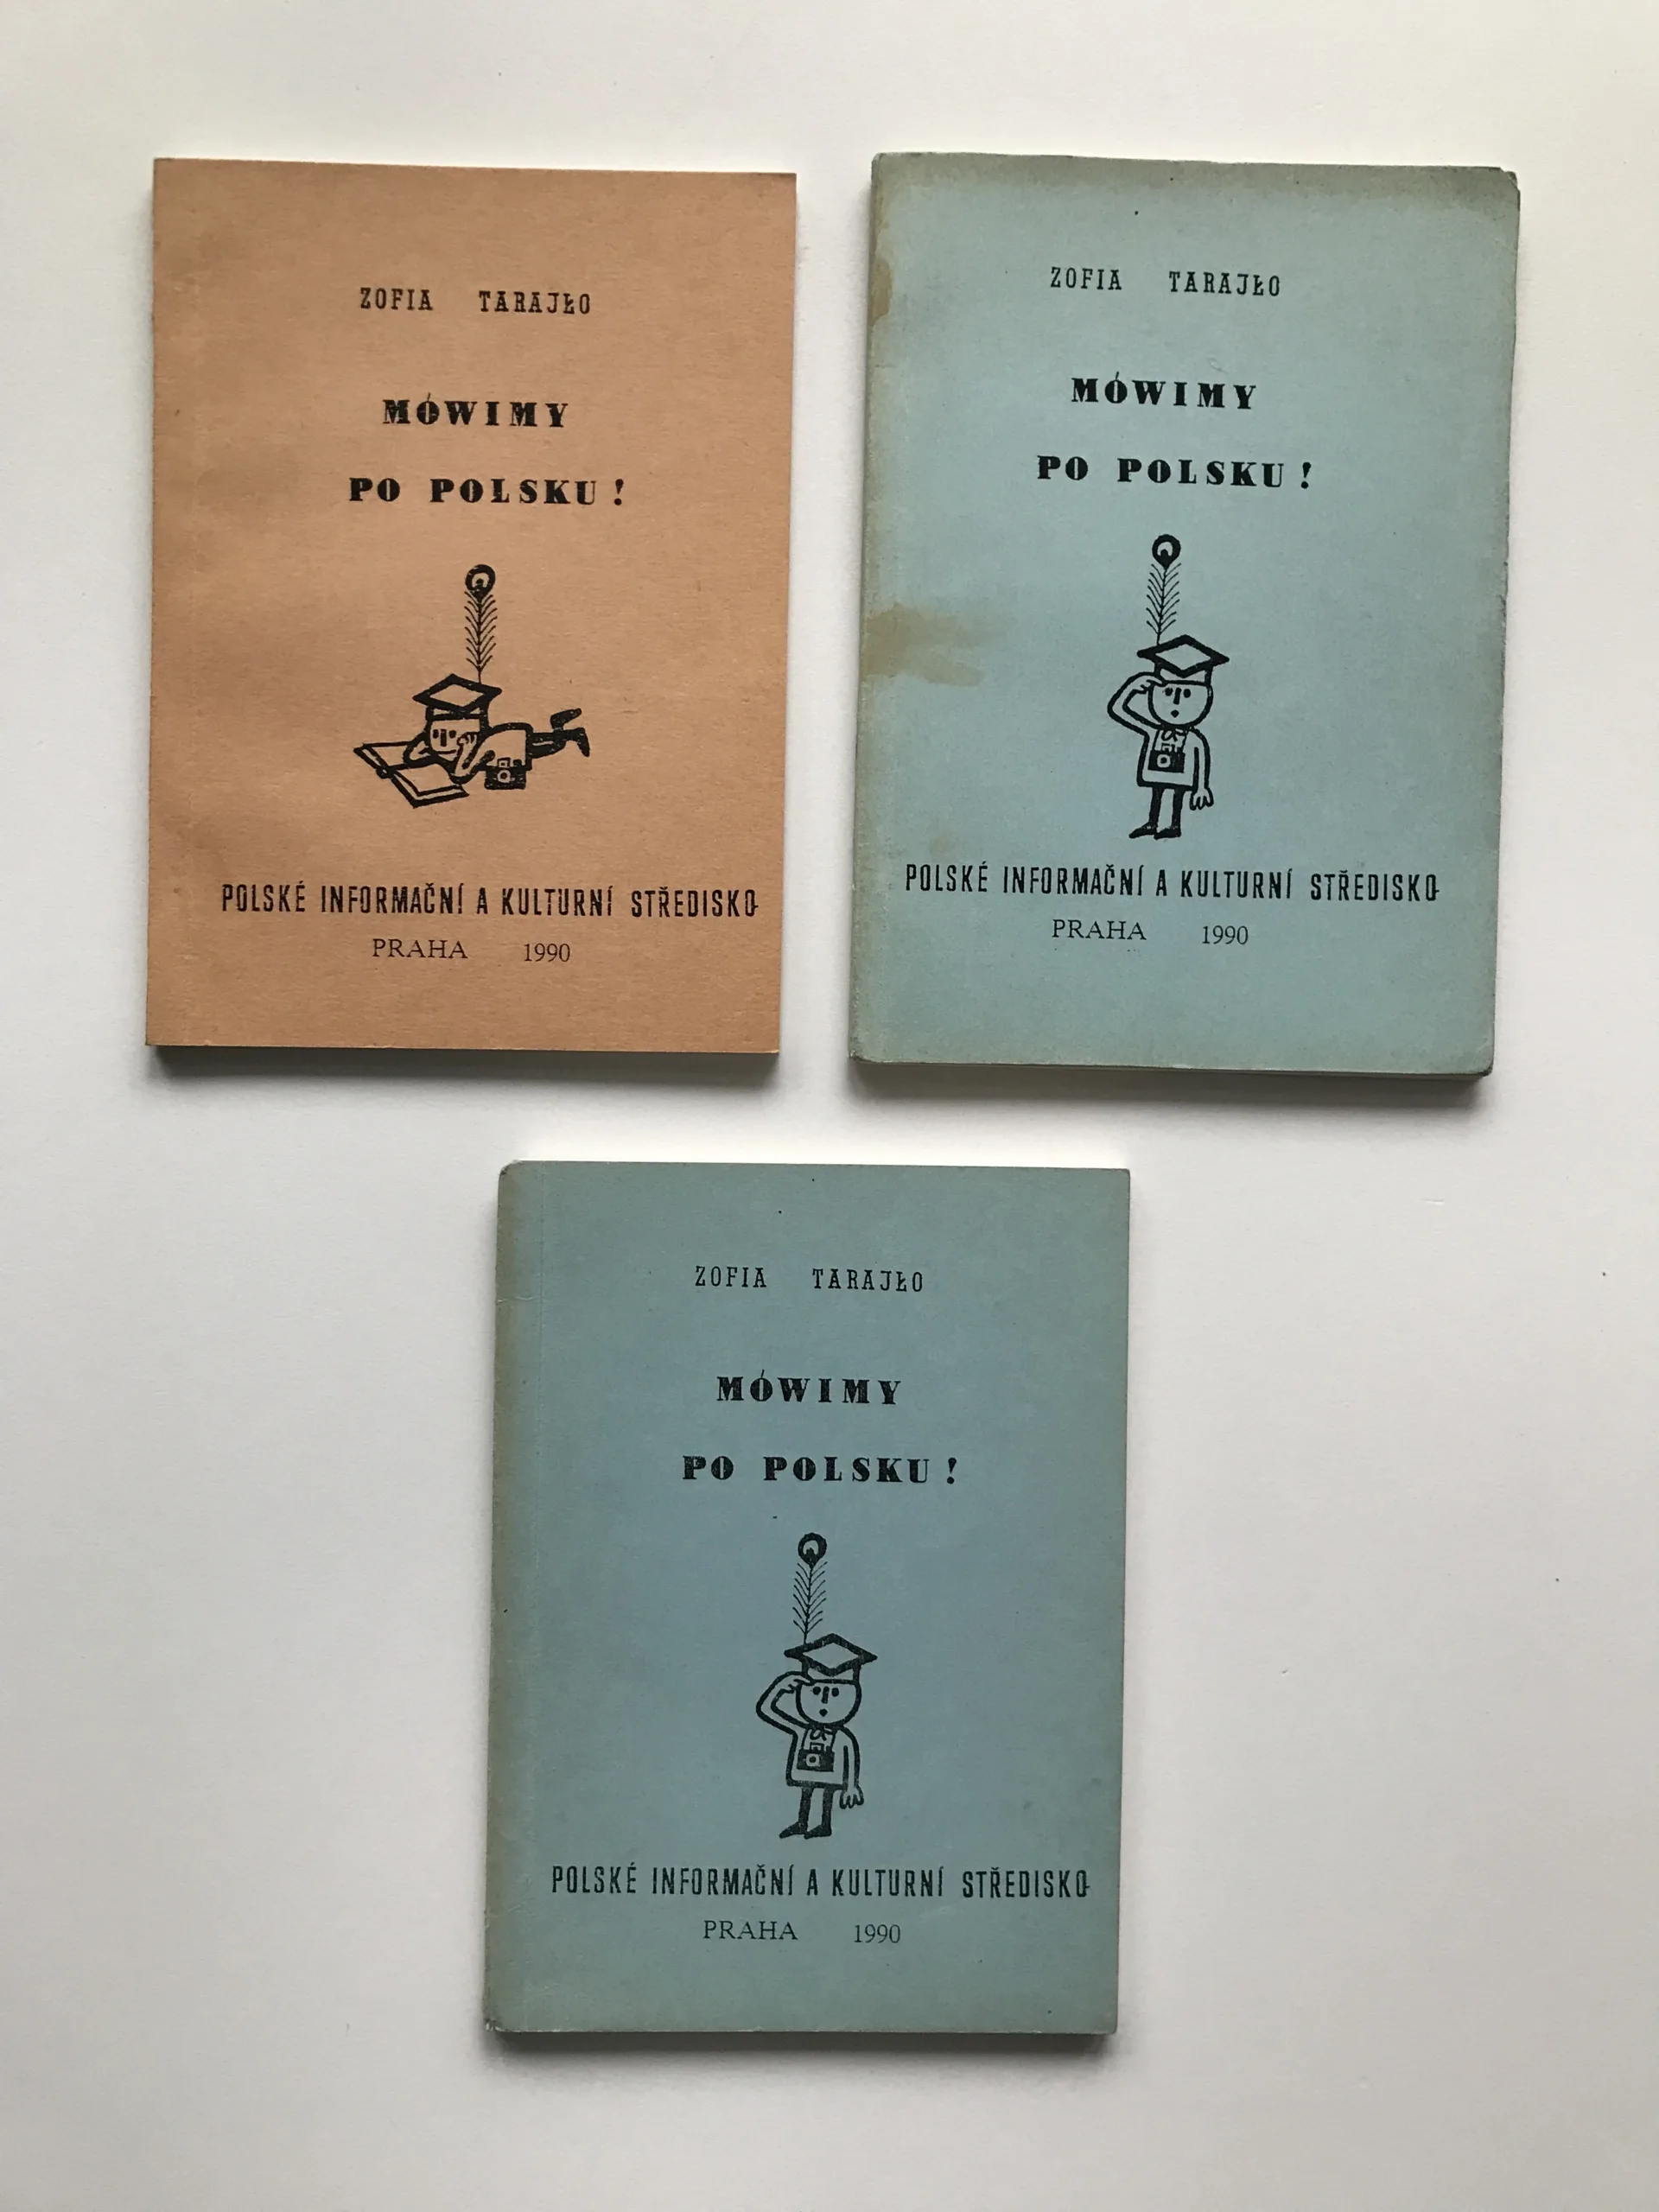 ZOFIA TARAJŁO
MÓWIMY
PO POLSKU!
POLSKÉ INFORMAČNÍ A KULTURNÍ STŘEDISKO
PRAHA 1990
ZOFIA TARAJŁO
MÓWIMY
PO POLSKU!
POLSKÉ INFORMAČNÍ A KULTURNÍ STŘEDISKO
PRAHA 1990
ZOFIA TARAJŁO
MÓWIMY
PO POLSKU!
POLSKÉ INFORMAČNÍ A KULTURNÍ STŘEDISKO
PRAHA 1990